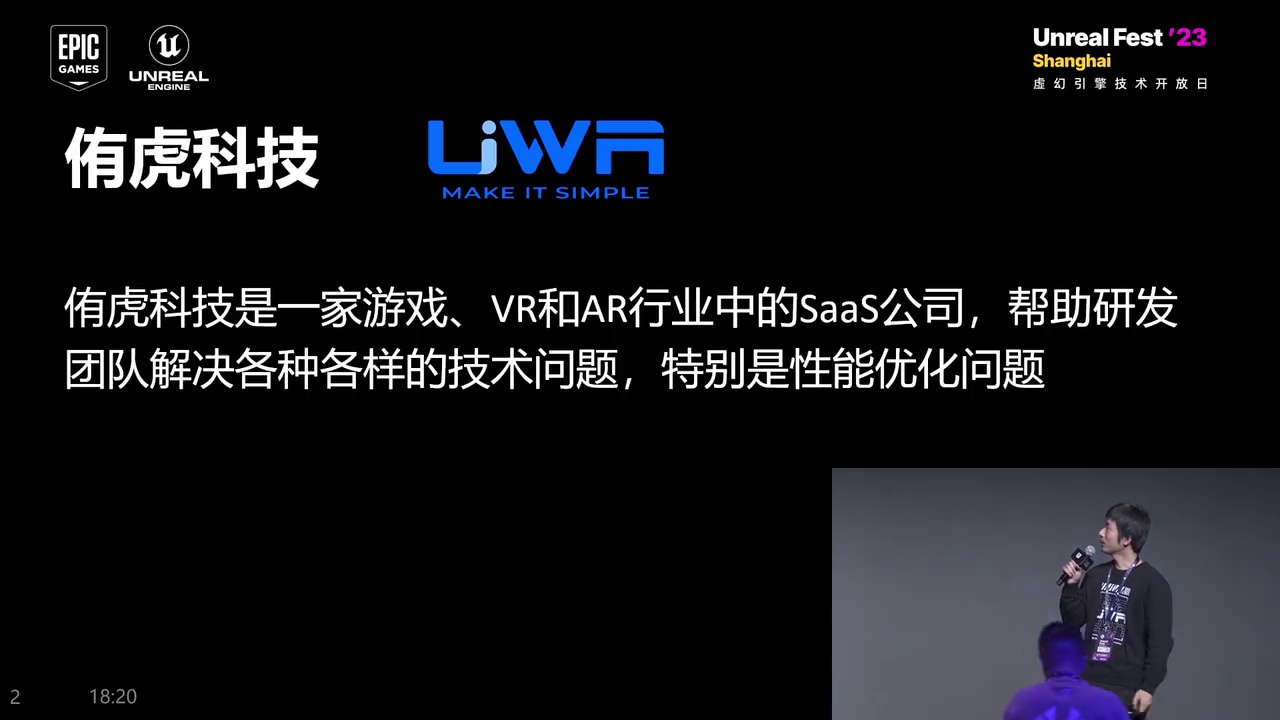 EPIC
GAMES
UNREAL
ENGINE
Unreal Fest '23
Shanghai
虚幻引擎技术开放日
侑虎科技
UWA
MAKE IT SIMPLE
侑虎科技是一家游戏、VR和AR行业中的SaaS公司，帮助研发
团队解决各种各样的技术问题，特别是性能优化问题
2
18:20